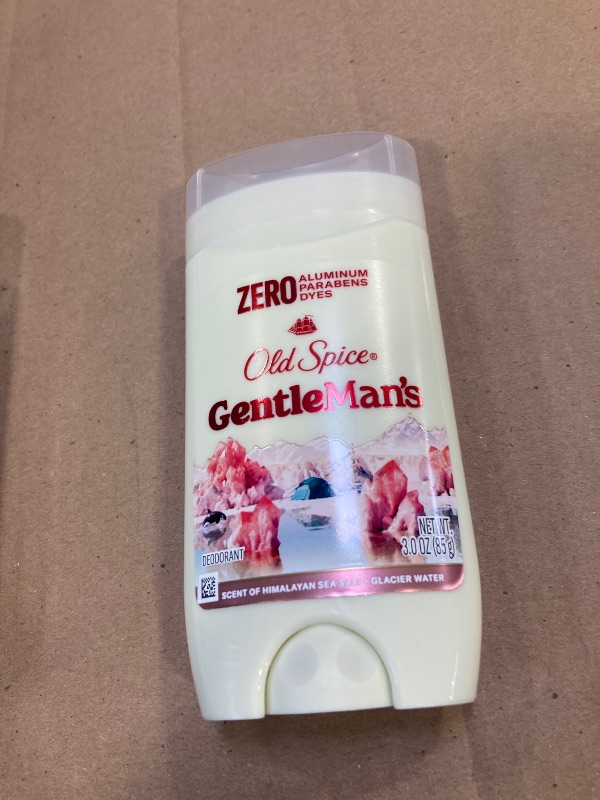 ZERO ALUMINUM
PARABENS
DYES
Old Spice®
GentleMan's
NET WT.
3.0 OZ (85 g)
DEODORANT
SCENT OF HIMALAYAN SEA SALT + GLACIER WATER